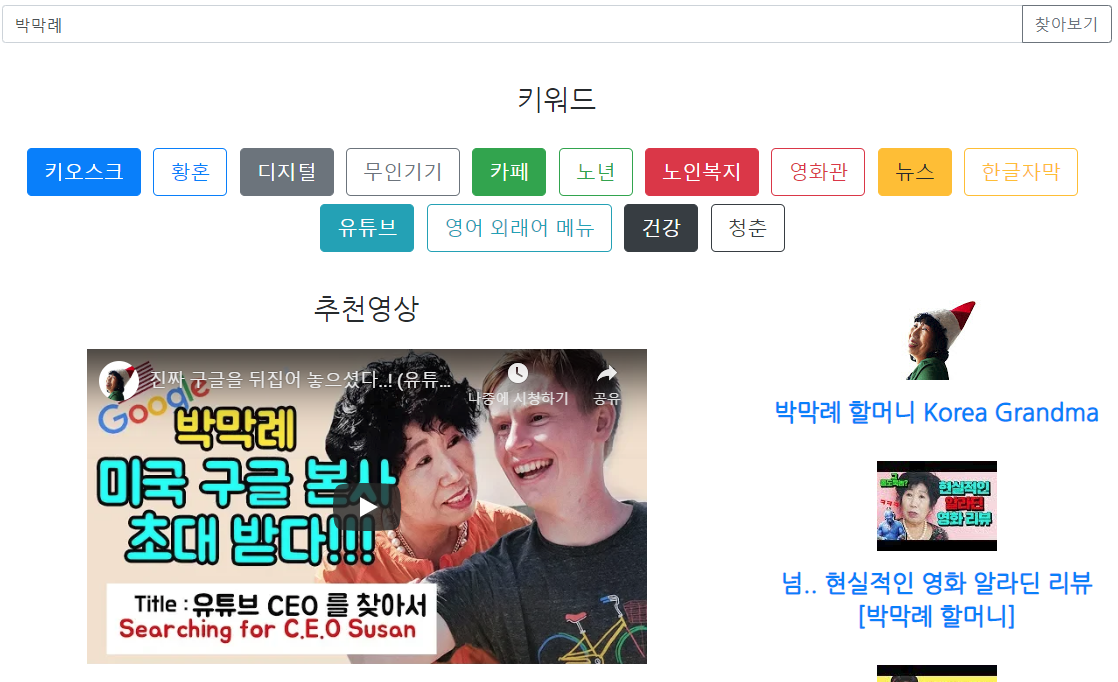 박막례
찾아보기
키워드
키오스크 황혼 디지털 무인기기 카페 노년 노인복지 영화관 뉴스 한글자막
유튜브 영어 외래어 메뉴 건강 청춘
추천영상
진짜 구글을 뒤집어 놓으셨다..! (유튜...
나중에 시청하기
공유
Google
박막례
미국 구글 본사
초대 받다!!!
Title : 유튜브 CEO 를 찾아서
Searching for C.E.O Susan
박막례 할머니 Korea Grandma
현실적인
알라딘
영화 리뷰
넘.. 현실적인 영화 알라딘 리뷰
[박막례 할머니]